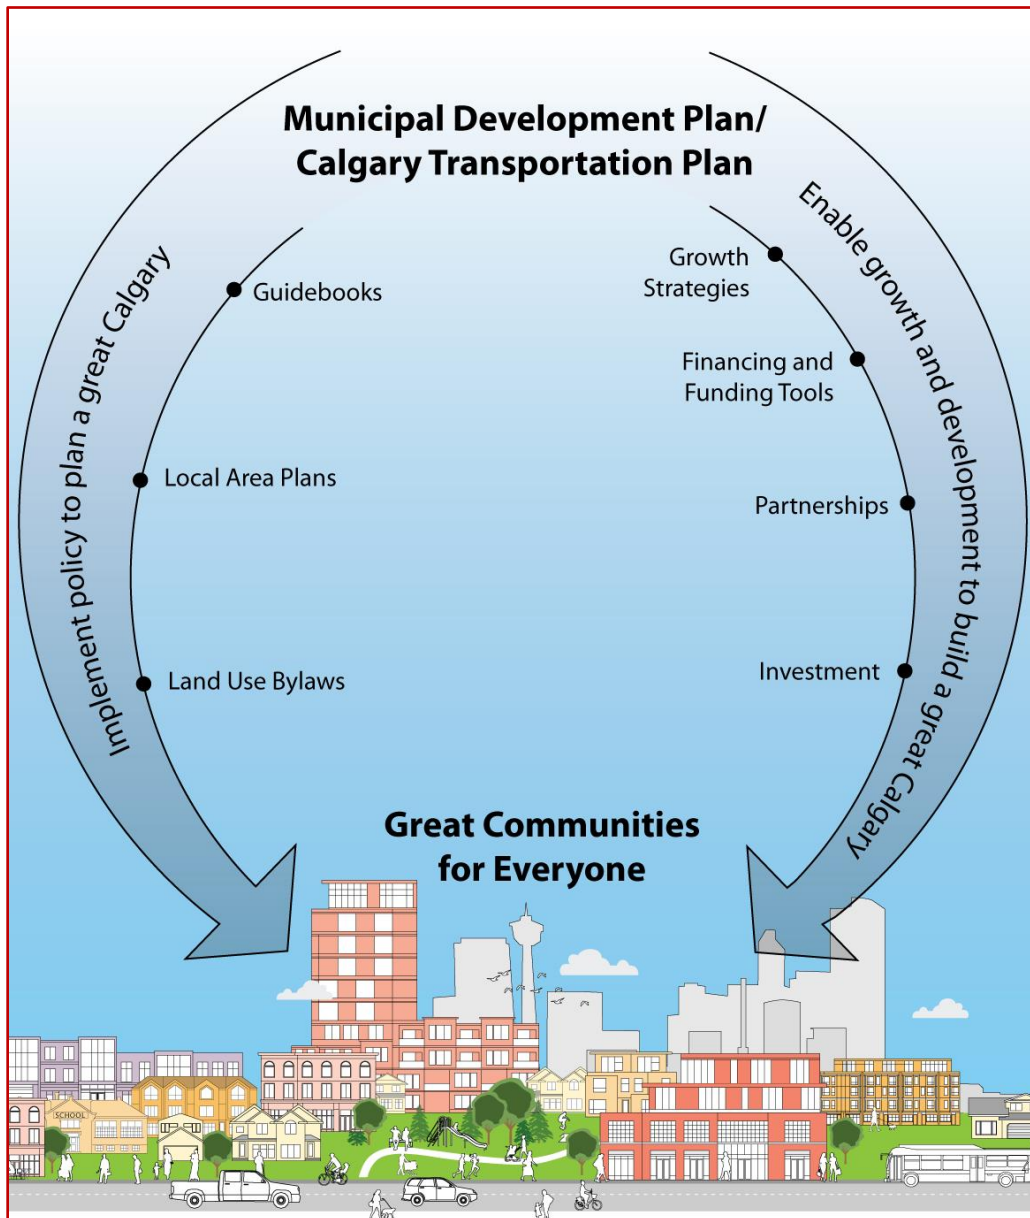 Municipal Development Plan/
Calgary Transportation Plan
Implement policy to plan a great Calgary
Guidebooks
Local Area Plans
Land Use Bylaws
Enable growth and development to build a great Calgary
Growth
Strategies
Financing and
Funding Tools
Partnerships
Investment
Great Communities
for Everyone
SCHOOL